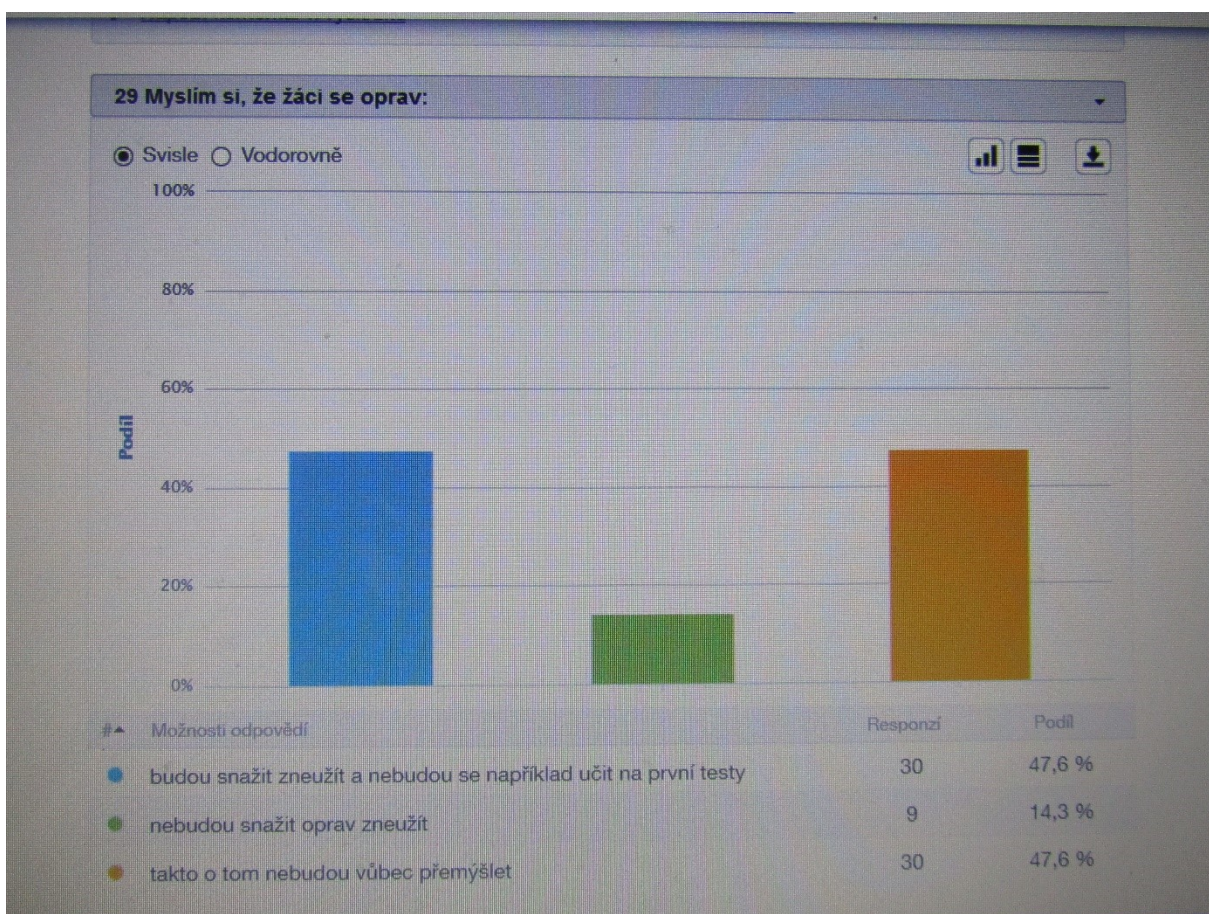 29 Myslím si, že žáci se oprav:
Svisle Vodorovně
100%
80%
60%
40%
20%
0%
Podíl
# Možnosti odpovědí Responzí Podíl
budou snažit zneužít a nebudou se například učit na první testy 30 47,6 %
nebudou snažit oprav zneužít 9 14,3 %
takto o tom nebudou vůbec přemýšlet 30 47,6 %